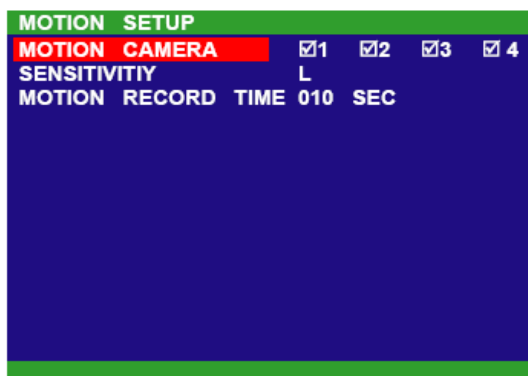 MOTION SETUP
MOTION CAMERA ☑1 ☑2 ☑3 ☑ 4
SENSITIVITIY L
MOTION RECORD TIME 010 SEC